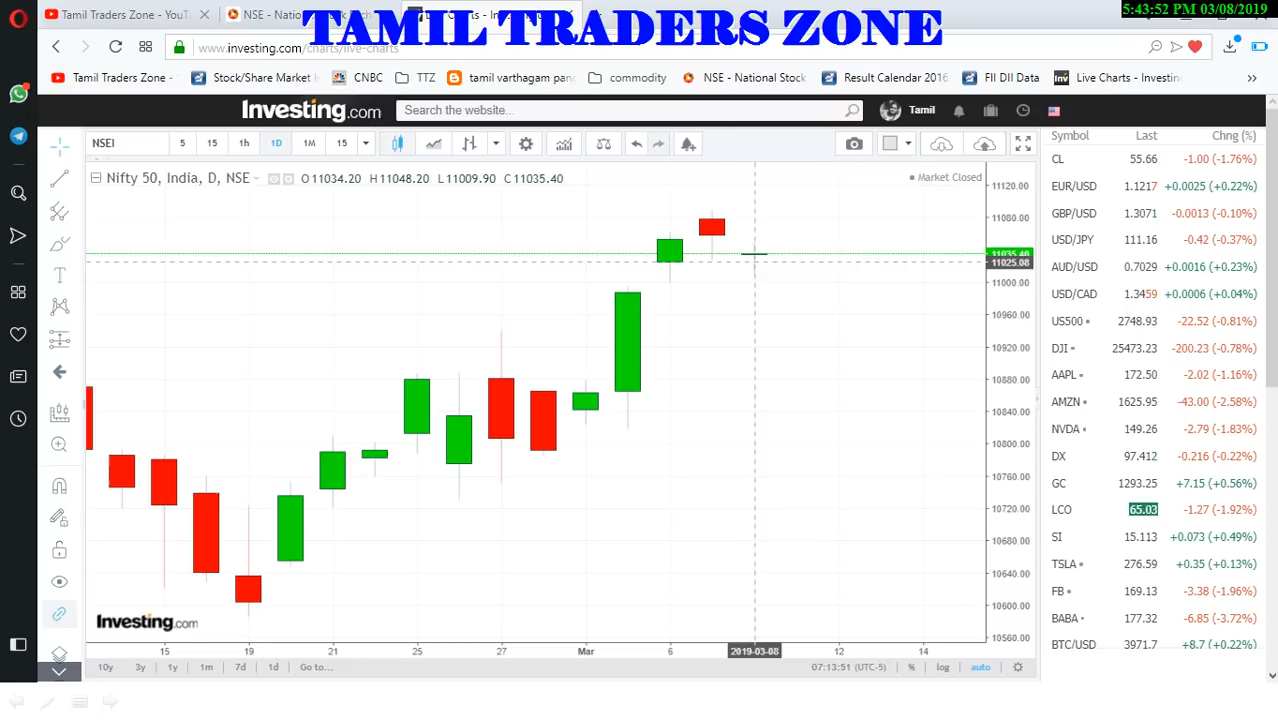 Tamil Traders Zone - YouT
NSE - Natio
TAMIL TRADERS ZONE
5:43:52 PM 03/08/2019
www.investing.com/charts/live-charts
Tamil Traders Zone -
Stock/Share Market
CNBC
TTZ
tamil varthagam pan
commodity
NSE - National Stock
Result Calendar 2016
FII DII Data
Live Charts - Investin
Investing.com
Search the website...
Tamil
NSEI
5
15
1h
1D
1M
15
Nifty 50, India, D, NSE
O 11034.20 H 11048.20 L 11009.90 C 11035.40
Market Closed
11120.00
11080.00
11035.40
11025.08
11000.00
10960.00
10920.00
10880.00
10840.00
10800.00
10760.00
10720.00
10680.00
10640.00
10600.00
10560.00
Investing.com
15
19
21
25
27
Mar
6
2019-03-08
12
14
10y
3y
1y
1m
7d
1d
Go to...
07:13:51 (UTC-5)
%
log
auto
Symbol Last Chng (%)
CL 55.66 -1.00 (-1.76%)
EUR/USD 1.1217 +0.0025 (+0.22%)
GBP/USD 1.3071 -0.0013 (-0.10%)
USD/JPY 111.16 -0.42 (-0.37%)
AUD/USD 0.7029 +0.0016 (+0.23%)
USD/CAD 1.3459 +0.0006 (+0.04%)
US500 2748.93 -22.52 (-0.81%)
DJI 25473.23 -200.23 (-0.78%)
AAPL 172.50 -2.02 (-1.16%)
AMZN 1625.95 -43.00 (-2.58%)
NVDA 149.26 -2.79 (-1.83%)
DX 97.412 -0.216 (-0.22%)
GC 1293.25 +7.15 (+0.56%)
LCO 65.03 -1.27 (-1.92%)
SI 15.113 +0.073 (+0.49%)
TSLA 276.59 +0.35 (+0.13%)
FB 169.13 -3.38 (-1.96%)
BABA 177.32 -6.85 (-3.72%)
BTC/USD 3971.7 +8.7 (+0.22%)